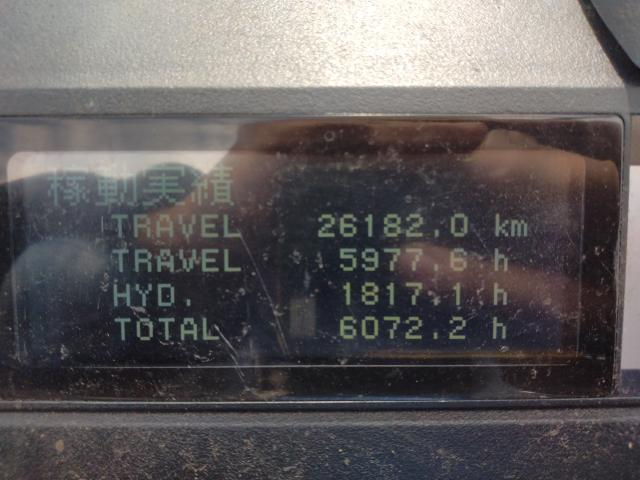 稼動実績
TRAVEL 26182.0 km
TRAVEL 5977.6 h
HYD. 1817.1 h
TOTAL 6072.2 h